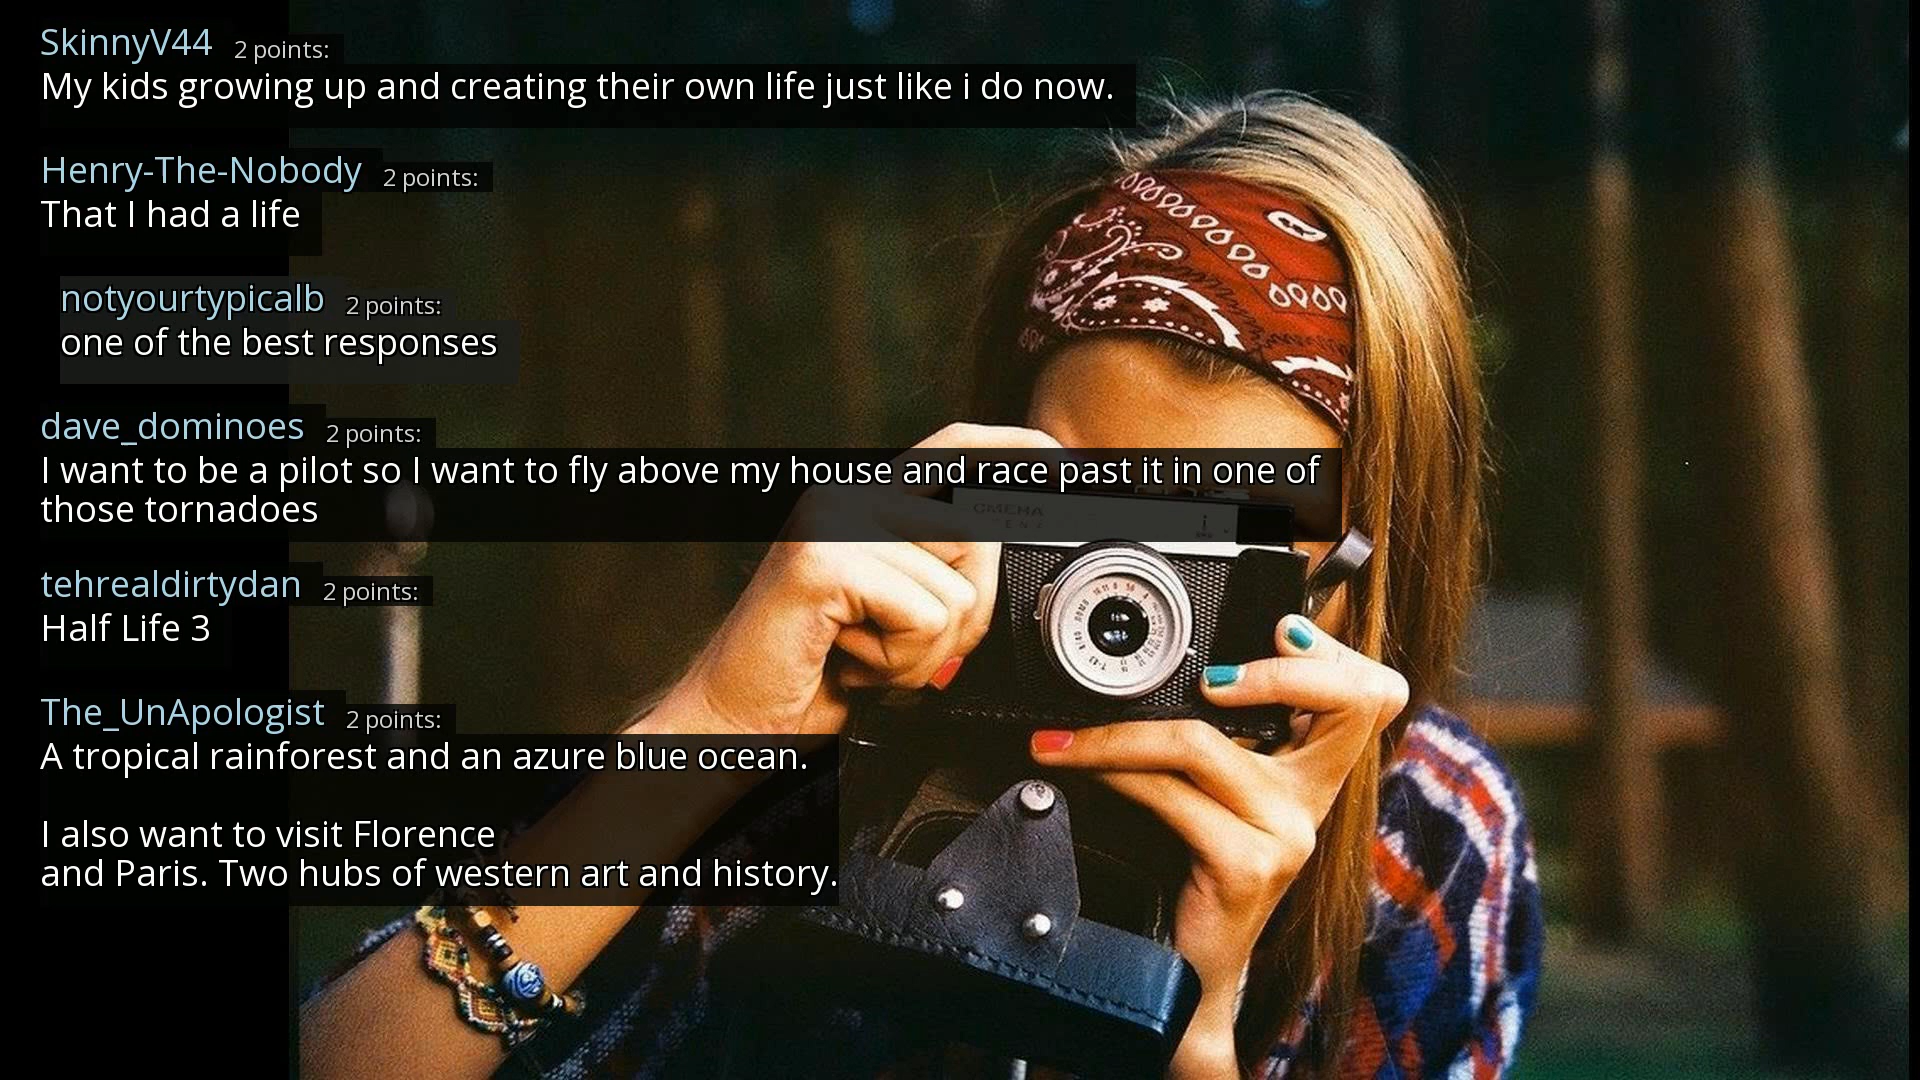 SkinnyV44 2 points:
My kids growing up and creating their own life just like i do now.
Henry-The-Nobody 2 points:
That I had a life
notyourtypicalb 2 points:
one of the best responses
dave_dominoes 2 points:
I want to be a pilot so I want to fly above my house and race past it in one of
those tornadoes
tehrealdirtydan 2 points:
Half Life 3
The_UnApologist 2 points:
A tropical rainforest and an azure blue ocean.
I also want to visit Florence
and Paris. Two hubs of western art and history.